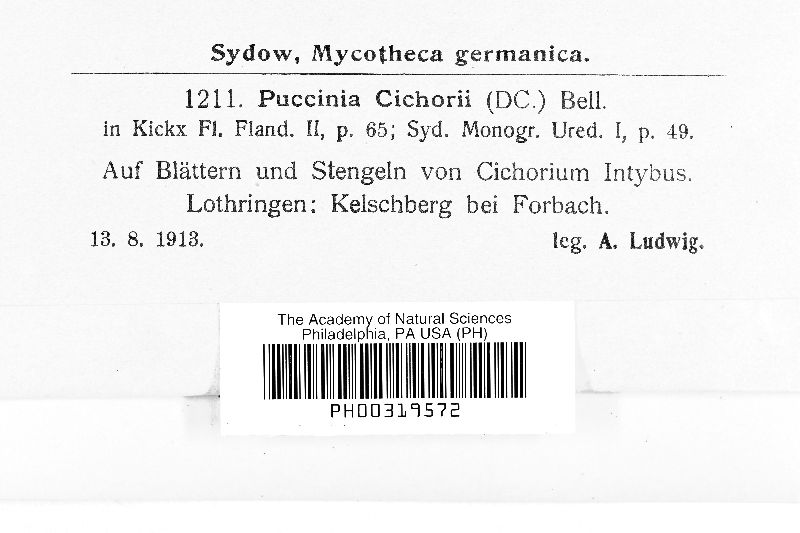 Sydow, Mycotheca germanica.
1211. Puccinia Cichorii (DC.) Bell.
in Kickx Fl. Fland. II, p. 65; Syd. Monogr. Ured. I, p. 49.
Auf Blättern und Stengeln von Cichorium Intybus.
Lothringen: Kelschberg bei Forbach.
13. 8. 1913. leg. A. Ludwig.
The Academy of Natural Sciences
Philadelphia, PA USA (PH)
PH00319572